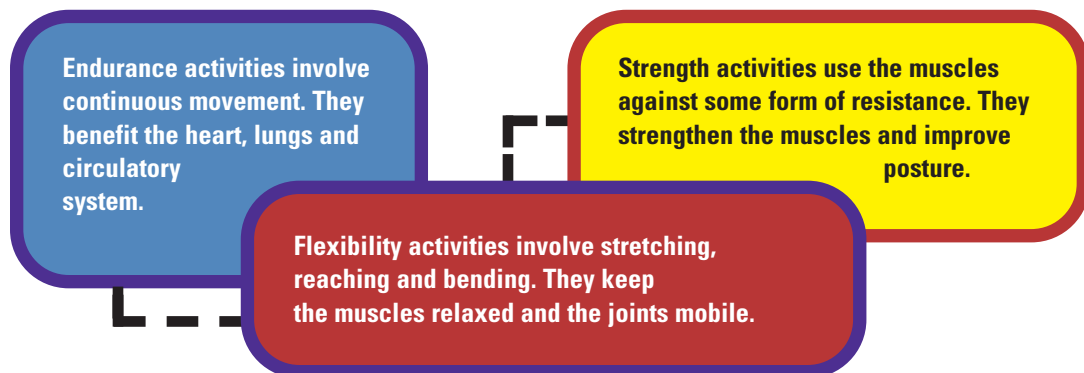 Endurance activities involve
continuous movement. They
benefit the heart, lungs and
circulatory
system.
Strength activities use the muscles
against some form of resistance. They
strengthen the muscles and improve
posture.
Flexibility activities involve stretching,
reaching and bending. They keep
the muscles relaxed and the joints mobile.